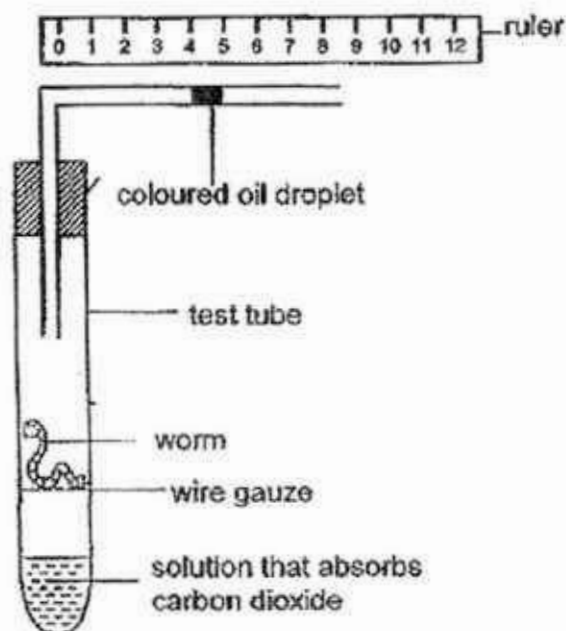 0 1 2 3 4 5 6 7 8 9 10 11 12
ruler
coloured oil droplet
test tube
worm
wire gauze
solution that absorbs
carbon dioxide